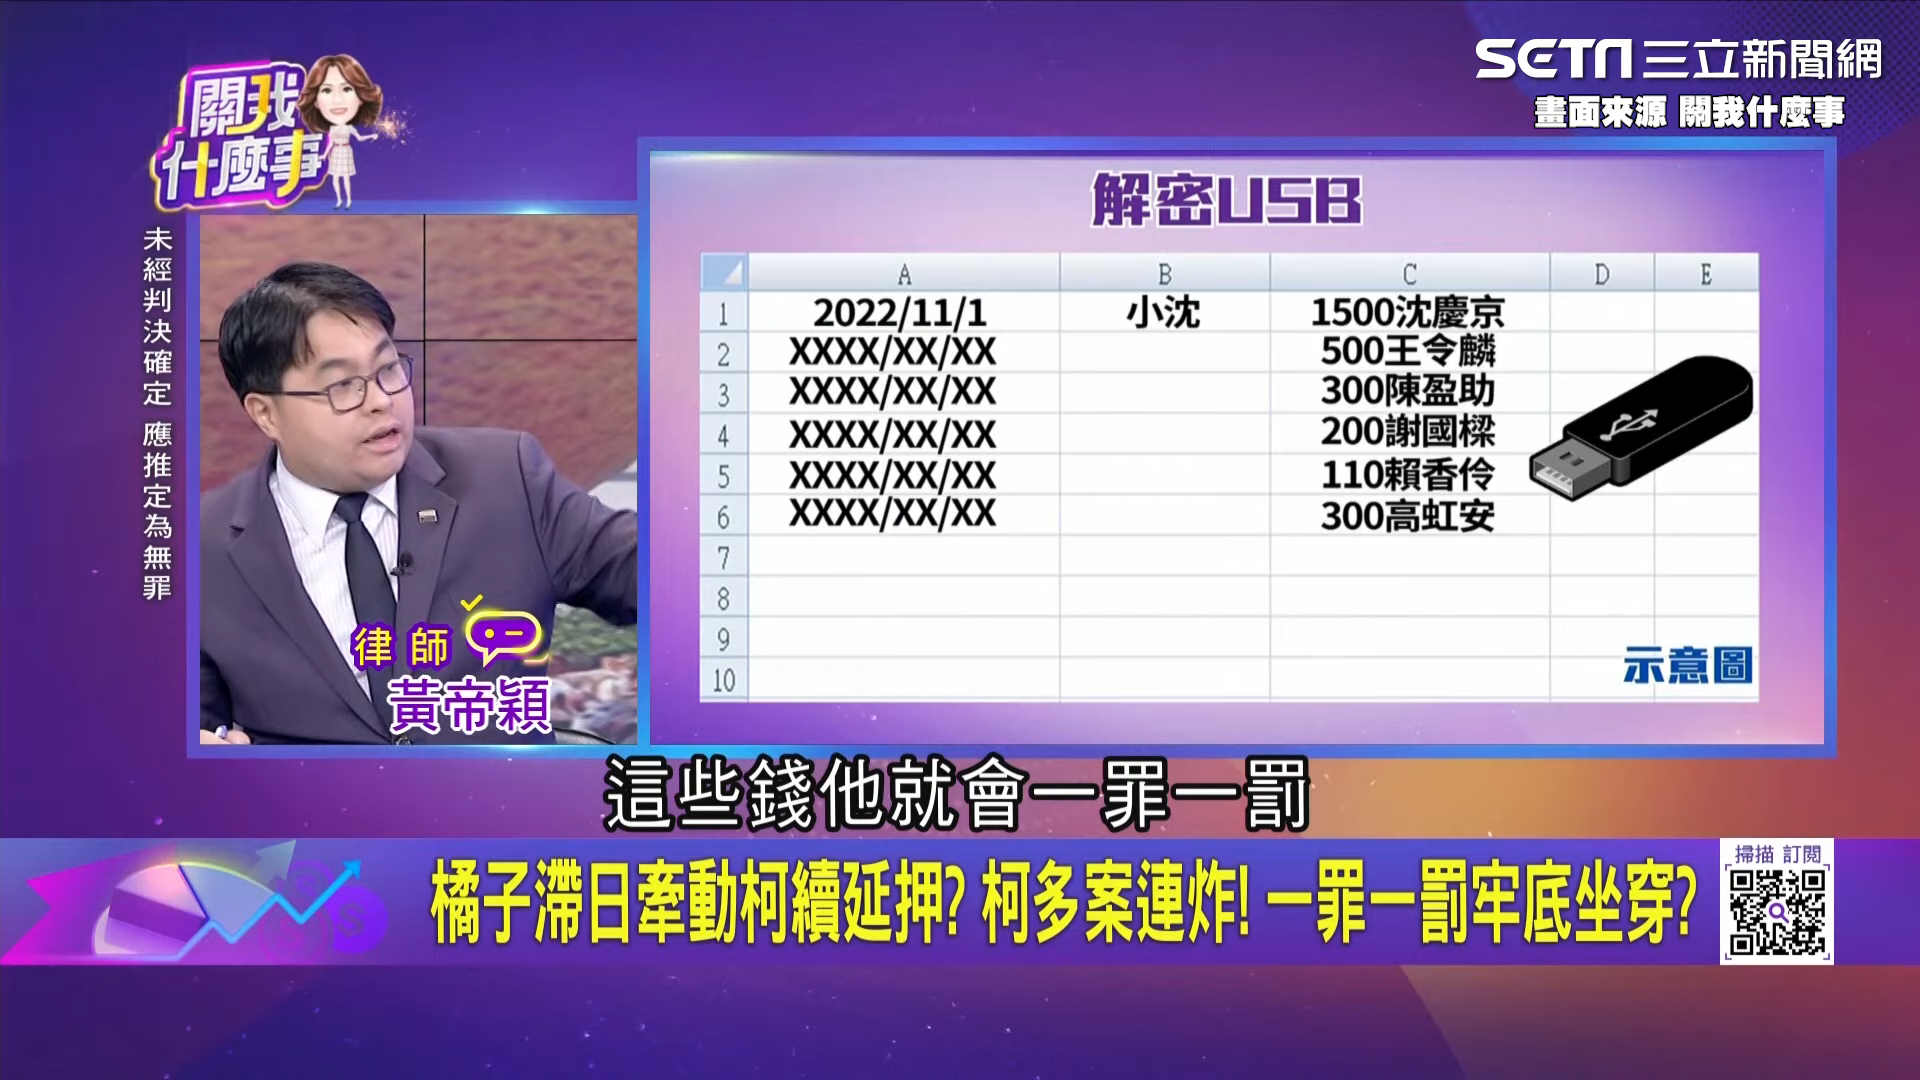 SETN三立新聞網
畫面來源 關我什麼事
關我
什麼事
未經判決確定 應推定為無罪
解密USB
A B C D E
1 2022/11/1 小沈 1500沈慶京
2 XXXX/XX/XX 500王令麟
3 XXXX/XX/XX 300陳盈助
4 XXXX/XX/XX 200謝國樑
5 XXXX/XX/XX 110賴香伶
6 XXXX/XX/XX 300高虹安
7
8
9
10
示意圖
律師
黃帝穎
這些錢他就會一罪一罰
橘子滯日牽動柯續延押? 柯多案連炸! 一罪一罰牢底坐穿?
掃描 訂閱